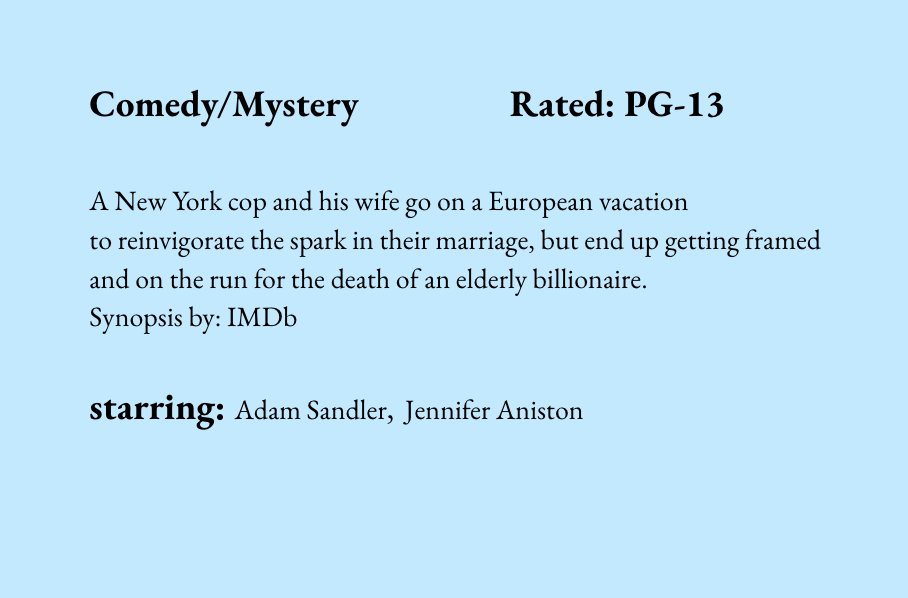 Comedy/Mystery Rated: PG-13
A New York cop and his wife go on a European vacation
to reinvigorate the spark in their marriage, but end up getting framed
and on the run for the death of an elderly billionaire.
Synopsis by: IMDb
starring: Adam Sandler, Jennifer Aniston